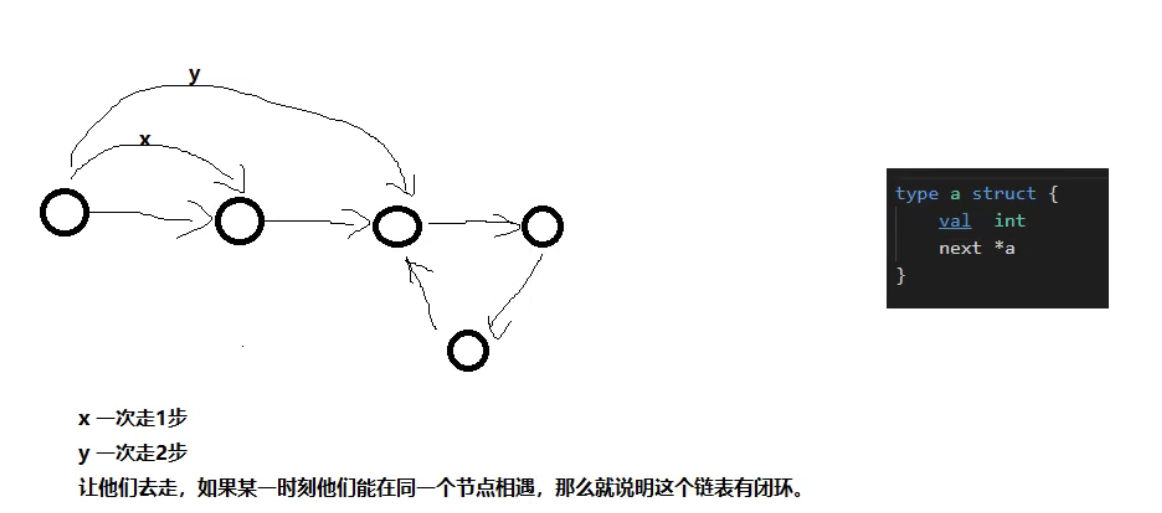 y
x
type a struct {
val int
next *a
}
x 一次走1步
y 一次走2步
让他们去走，如果某一时刻他们能在同一个节点相遇，那么就说明这个链表有闭环。